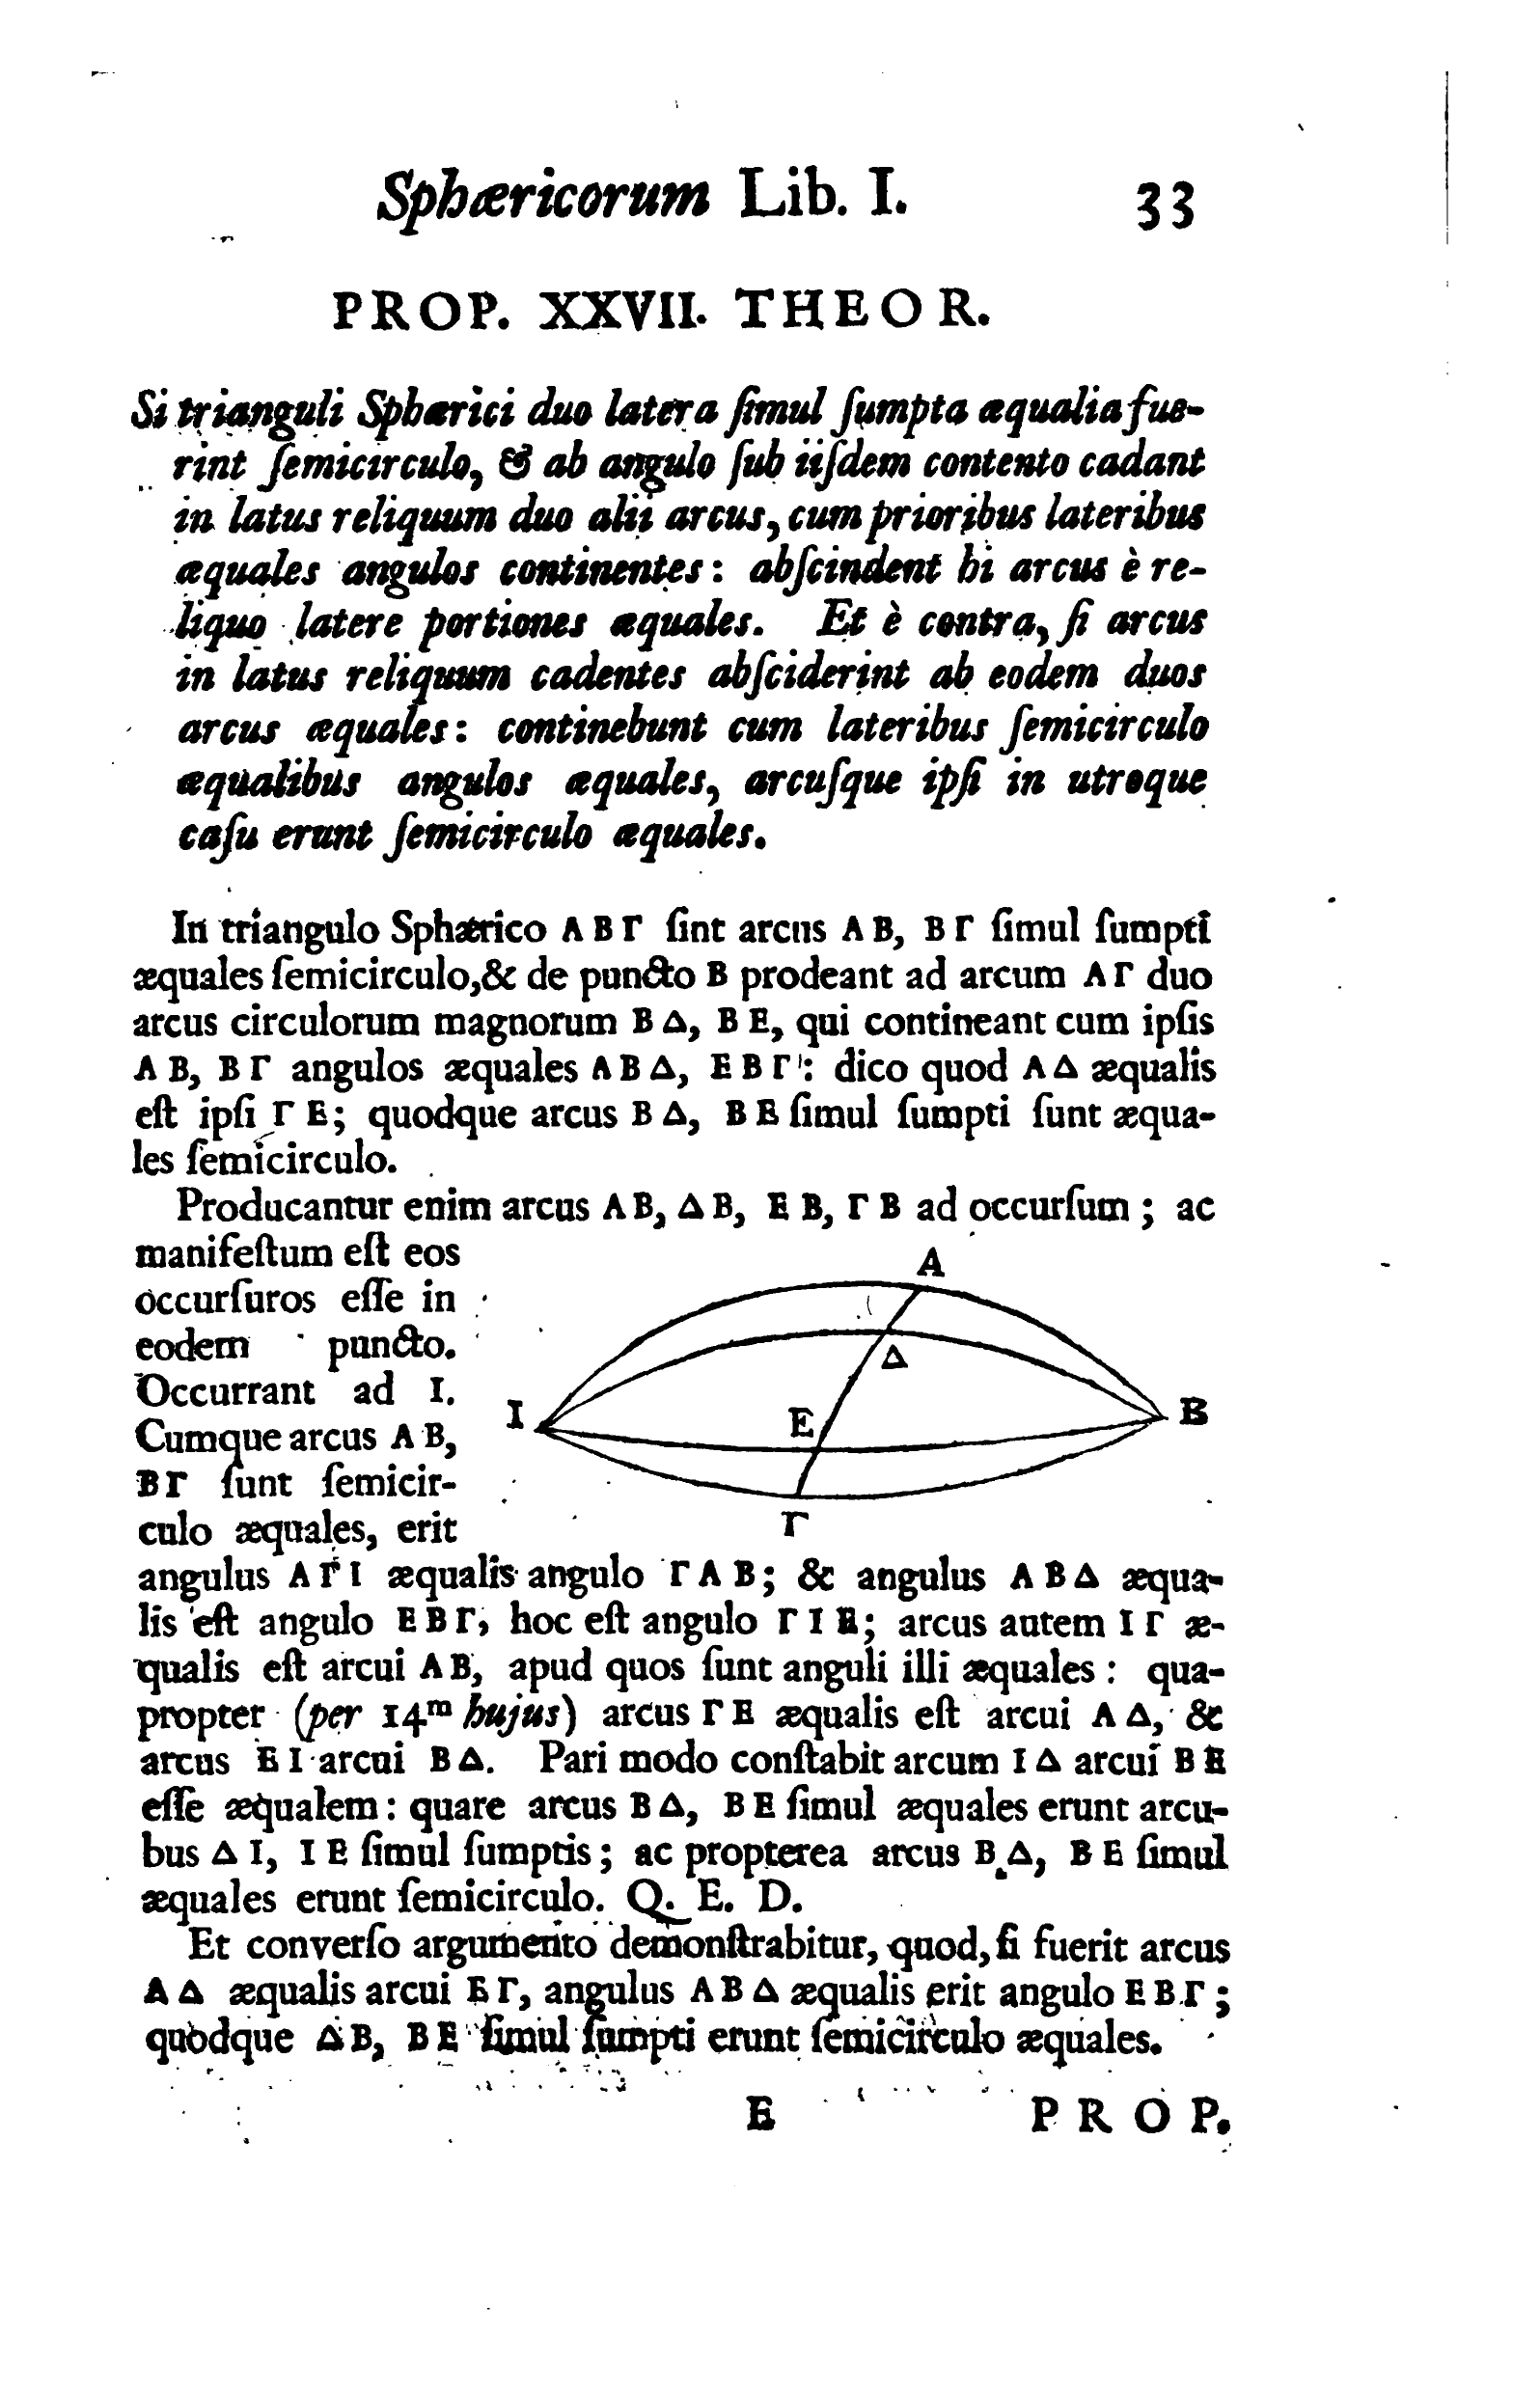 Sphæricorum Lib. I. 33
PROP. XXVII. THEOR.
Si trianguli Sphærici duo latera ſimul ſumpta æqualia fue-
rint ſemicirculo, & ab angulo ſub iiſdem contento cadant
in latus reliquum duo alii arcus, cum prioribus lateribus
æquales angulos continentes: abſcindent hi arcus è re-
liquo latere portiones æquales. Et è contra, ſi arcus
in latus reliquum cadentes abſciderint ab eodem duos
arcus æquales: continebunt cum lateribus ſemicirculo
æqualibus angulos æquales, arcuſque ipſi in utroque
caſu erunt ſemicirculo æquales.
In triangulo Sphærico Α Β Γ ſint arcus Α Β, Β Γ ſimul ſumpti
æquales ſemicirculo, & de puncto Β prodeant ad arcum Α Γ duo
arcus circulorum magnorum Β Δ, Β Ε, qui contineant cum ipſis
Α Β, Β Γ angulos æquales Α Β Δ, Ε Β Γ: dico quod Α Δ æqualis
eſt ipſi Γ Ε; quodque arcus Β Δ, Β Ε ſimul ſumpti ſunt æqua-
les ſemicirculo.
Producantur enim arcus Α Β, Δ Β, Ε Β, Γ Β ad occurſum; ac
manifeſtum eſt eos
occurſuros eſſe in
eodem puncto.
Occurrant ad Ι.
Cumque arcus Α Β,
Β Γ ſunt ſemicir-
culo æquales, erit
Α
Δ
Ι
Ε
Β
Γ
angulus Α Γ Ι æqualis angulo Γ Α Β; & angulus Α Β Δ æqua-
lis eſt angulo Ε Β Γ, hoc eſt angulo Γ Ι Ε; arcus autem Ι Γ æ-
qualis eſt arcui Α Β, apud quos ſunt anguli illi æquales: qua-
propter (per 14ᵐ hujus) arcus Γ Ε æqualis eſt arcui Α Δ, &
arcus Ε Ι arcui Β Δ. Pari modo conſtabit arcum Ι Δ arcui Β Ε
eſſe æqualem: quare arcus Β Δ, Β Ε ſimul æquales erunt arcu-
bus Δ Ι, Ι Ε ſimul ſumptis; ac propterea arcus Β Δ, Β Ε ſimul
æquales erunt ſemicirculo. Q. E. D.
Et converſo argumento demonſtrabitur, quod, ſi fuerit arcus
Α Δ æqualis arcui Ε Γ, angulus Α Β Δ æqualis erit angulo Ε Β Γ;
quodque Δ Β, Β Ε ſimul ſumpti erunt ſemicirculo æquales.
E PROP.